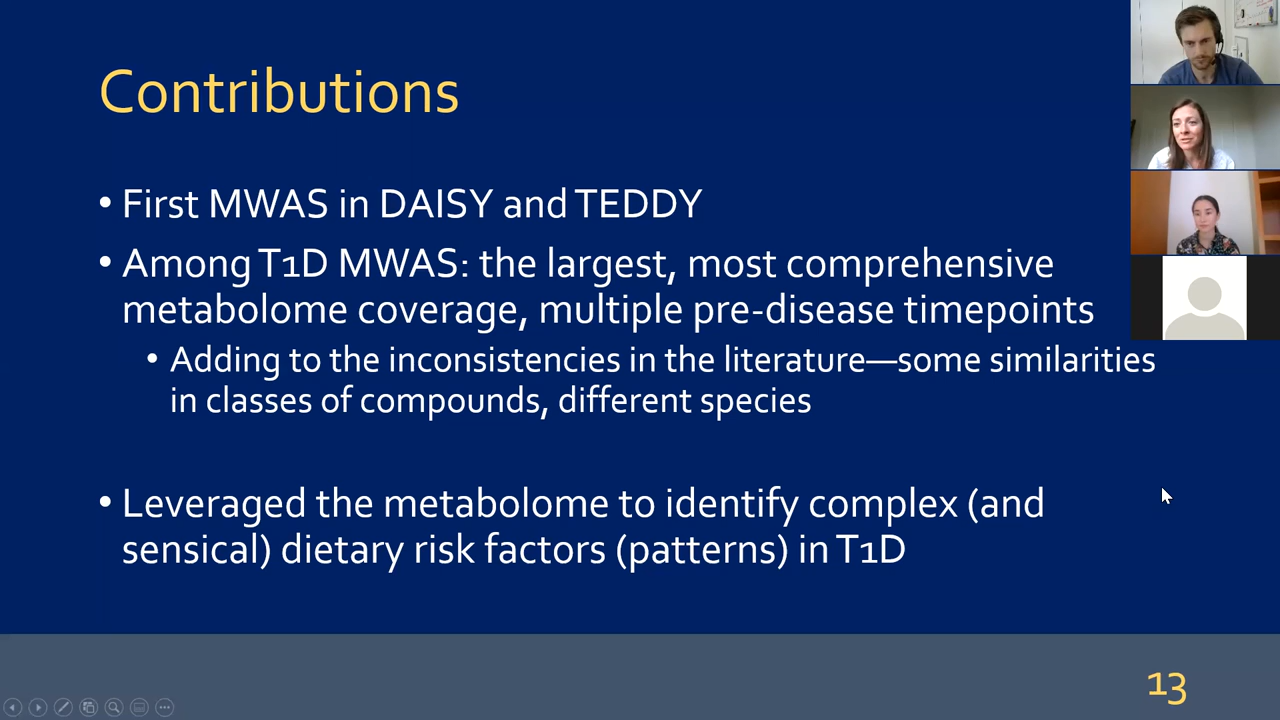 Contributions
• First MWAS in DAISY and TEDDY
• Among T1D MWAS: the largest, most comprehensive
metabolome coverage, multiple pre-disease timepoints
• Adding to the inconsistencies in the literature—some similarities
in classes of compounds, different species
• Leveraged the metabolome to identify complex (and
sensical) dietary risk factors (patterns) in T1D
13